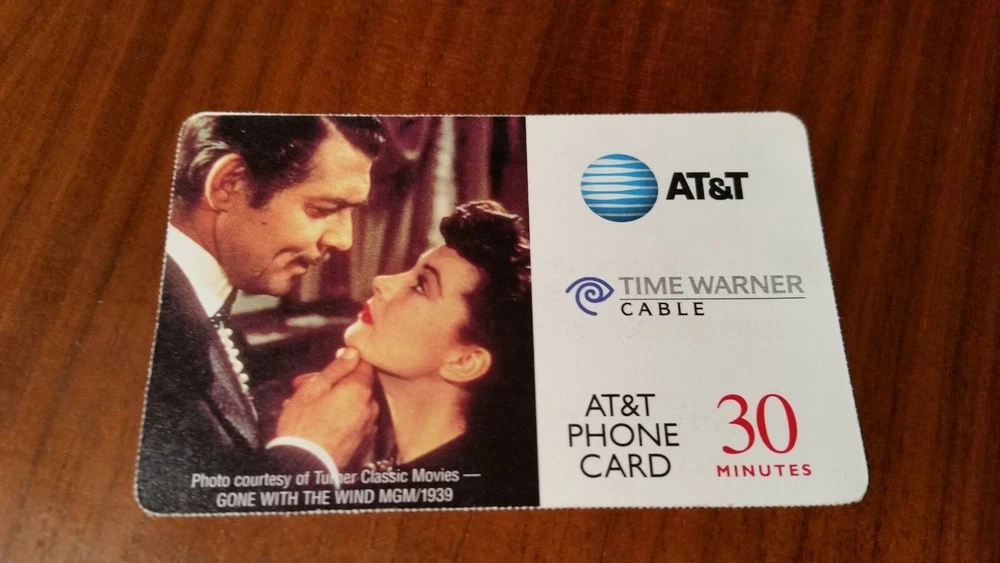 AT&T
TIME WARNER
CABLE
AT&T
PHONE
CARD
30
MINUTES
Photo courtesy of Turner Classic Movies —
GONE WITH THE WIND MGM/1939